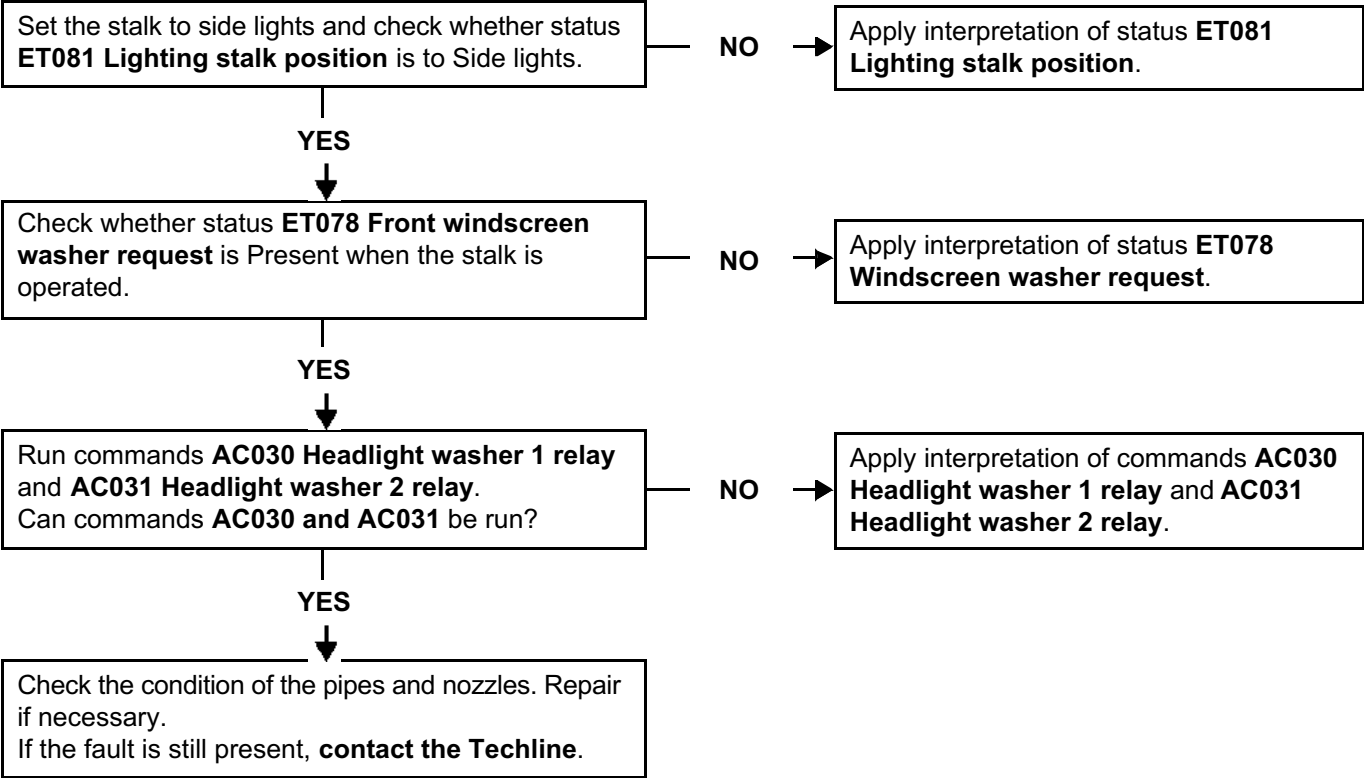 Set the stalk to side lights and check whether status
ET081 Lighting stalk position is to Side lights.
NO
Apply interpretation of status ET081
Lighting stalk position.
YES
Check whether status ET078 Front windscreen
washer request is Present when the stalk is
operated.
NO
Apply interpretation of status ET078
Windscreen washer request.
YES
Run commands AC030 Headlight washer 1 relay
and AC031 Headlight washer 2 relay.
Can commands AC030 and AC031 be run?
NO
Apply interpretation of commands AC030
Headlight washer 1 relay and AC031
Headlight washer 2 relay.
YES
Check the condition of the pipes and nozzles. Repair
if necessary.
If the fault is still present, contact the Techline.